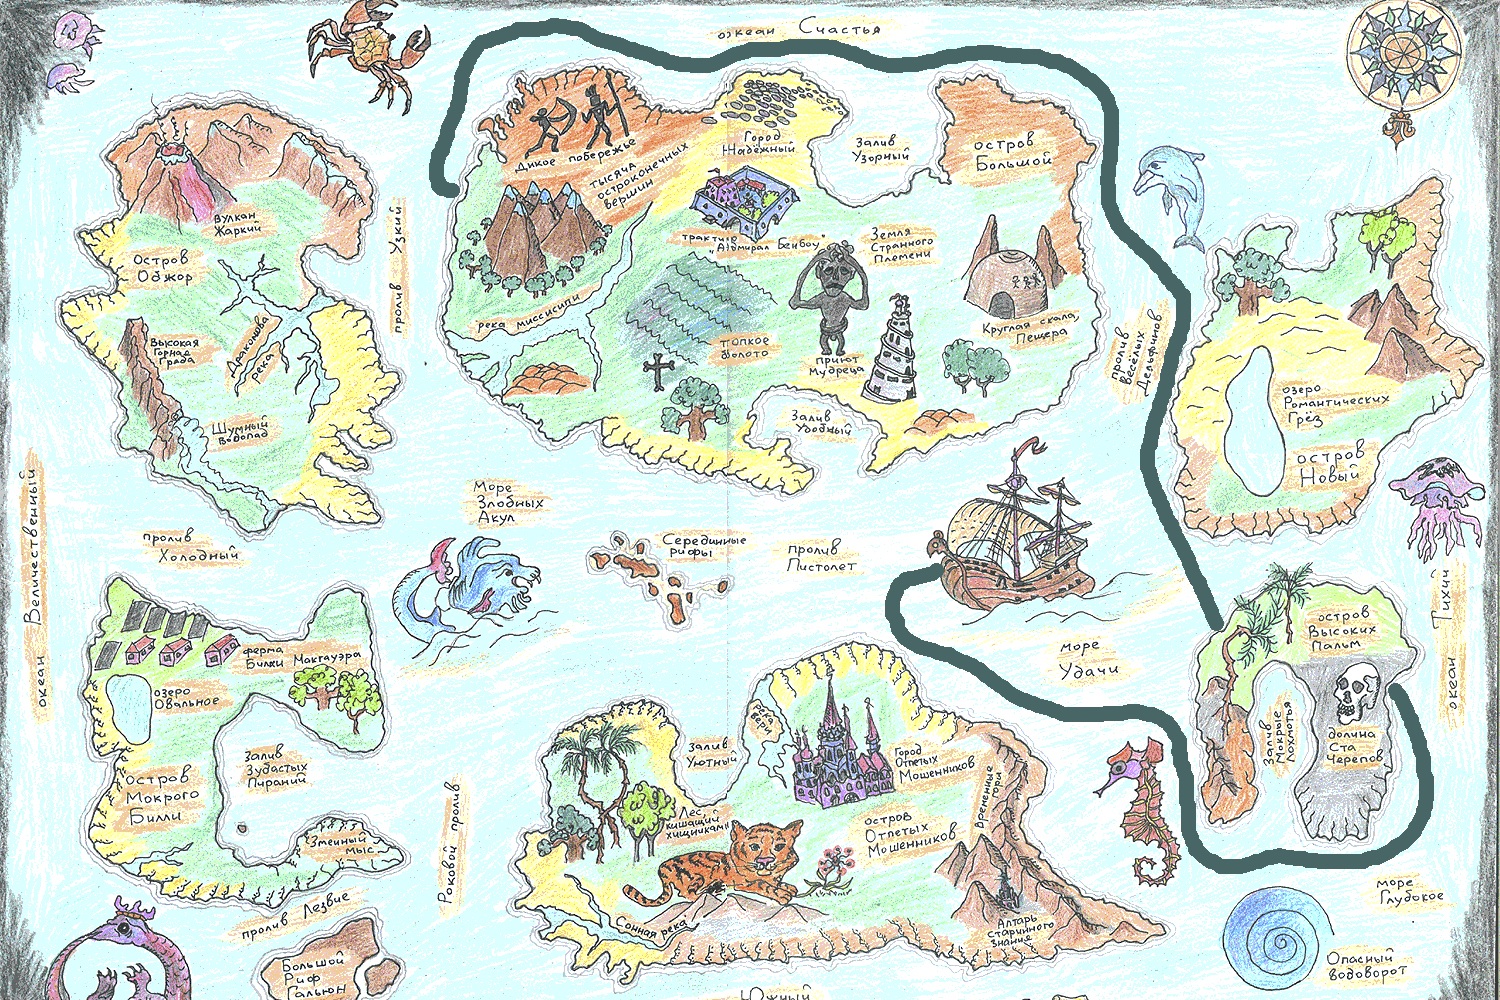 океан Счастья
Дикое побережье
Город
Надёжный
Залив
Узорный
остров
Большой
тысяча
остроконечных
вершин
Вулкан
Жаркий
пролив Узкий
трактир
"Адмирал Бенбоу"
Земля
Странного
Племени
Остров
Обжор
река Миссисипи
Драконова
река
Высокая
Горная
Гряда
топкое
болото
приют
Мудреца
Круглая скала,
Пещера
пролив
Весёлых
Дельфинов
озеро
Романтических
Грёз
Шумный
Водопад
Залив
Удобный
остров
Новый
океан Величественный
Море
Злобных
Акул
пролив
Холодный
Серединные
рифы
пролив
Пистолет
океан Тихий
остров
Высоких
Пальм
ферма
Билки Мактауэра
озеро
Овальное
море
Удачи
река
Вери
залив
Уютный
Город
Отпетых
Мошенников
Залив
Мокрые
Лохмотья
долина
Ста
Черепов
Залив
Зубастых
Пираний
остров
Мокрого
Билли
Роковой пролив
Лес,
кишащий
хищниками
остров
Отпетых
Мошенников
Змеиный
мыс
море
Глубокое
пролив Лезвие
Сонная река
Алтарь
Старинного
Знания
Большой
Риф
Гальюн
Опасный
водоворот
Южный